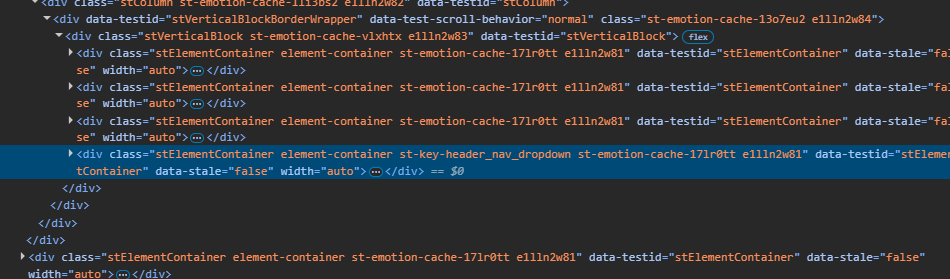 <div class="stColumn st-emotion-cache-1li3bs2 e1lln2w82" data-testid="stColumn">
<div data-testid="stVerticalBlockBorderWrapper" data-test-scroll-behavior="normal" class="st-emotion-cache-13o7eu2 e1lln2w84">
<div class="stVerticalBlock st-emotion-cache-vlxhtx e1lln2w83" data-testid="stVerticalBlock"> flex
<div class="stElementContainer element-container st-emotion-cache-17lr0tt e1lln2w81" data-testid="stElementContainer" data-stale="fal
se" width="auto"> … </div>
<div class="stElementContainer element-container st-emotion-cache-17lr0tt e1lln2w81" data-testid="stElementContainer" data-stale="fal
se" width="auto"> … </div>
<div class="stElementContainer element-container st-emotion-cache-17lr0tt e1lln2w81" data-testid="stElementContainer" data-stale="fal
se" width="auto"> … </div>
<div class="stElementContainer element-container st-key-header_nav_dropdown st-emotion-cache-17lr0tt e1lln2w81" data-testid="stElemen
tContainer" data-stale="false" width="auto"> … </div> == $0
</div>
</div>
</div>
</div>
<div class="stElementContainer element-container st-emotion-cache-17lr0tt e1lln2w81" data-testid="stElementContainer" data-stale="false"
width="auto"> … </div>